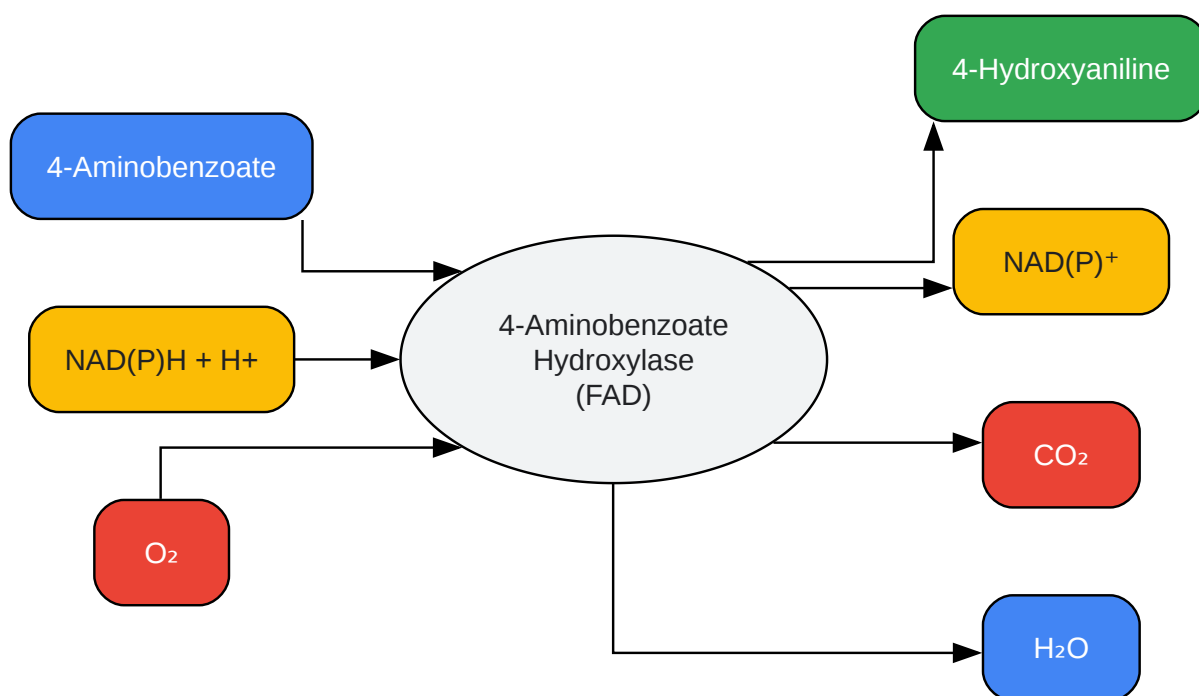 4-Hydroxyaniline
4-Aminobenzoate
NAD(P)⁺
4-Aminobenzoate
Hydroxylase
(FAD)
NAD(P)H + H+
CO₂
O₂
H₂O